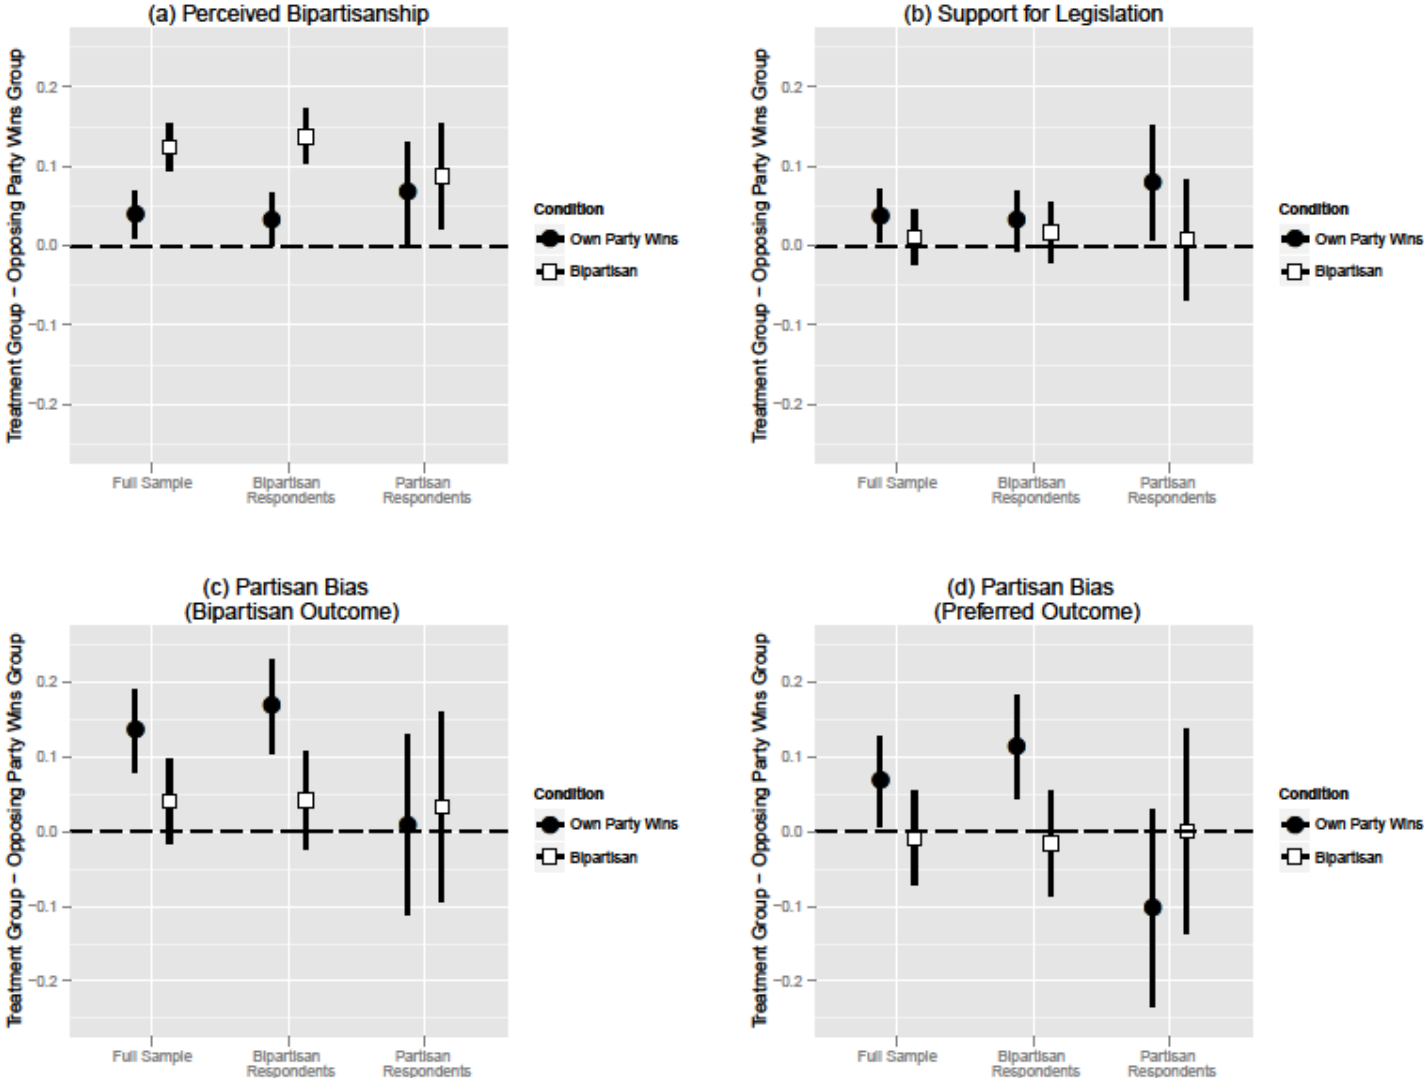 (a) Perceived Bipartisanship
Treatment Group − Opposing Party Wins Group
0.2
0.1
0.0
−0.1
−0.2
Full Sample
Bipartisan
Respondents
Partisan
Respondents
Condition
Own Party Wins
Bipartisan
(b) Support for Legislation
Treatment Group − Opposing Party Wins Group
0.2
0.1
0.0
−0.1
−0.2
Full Sample
Bipartisan
Respondents
Partisan
Respondents
Condition
Own Party Wins
Bipartisan
(c) Partisan Bias
(Bipartisan Outcome)
Treatment Group − Opposing Party Wins Group
0.2
0.1
0.0
−0.1
−0.2
Full Sample
Bipartisan
Respondents
Partisan
Respondents
Condition
Own Party Wins
Bipartisan
(d) Partisan Bias
(Preferred Outcome)
Treatment Group − Opposing Party Wins Group
0.2
0.1
0.0
−0.1
−0.2
Full Sample
Bipartisan
Respondents
Partisan
Respondents
Condition
Own Party Wins
Bipartisan